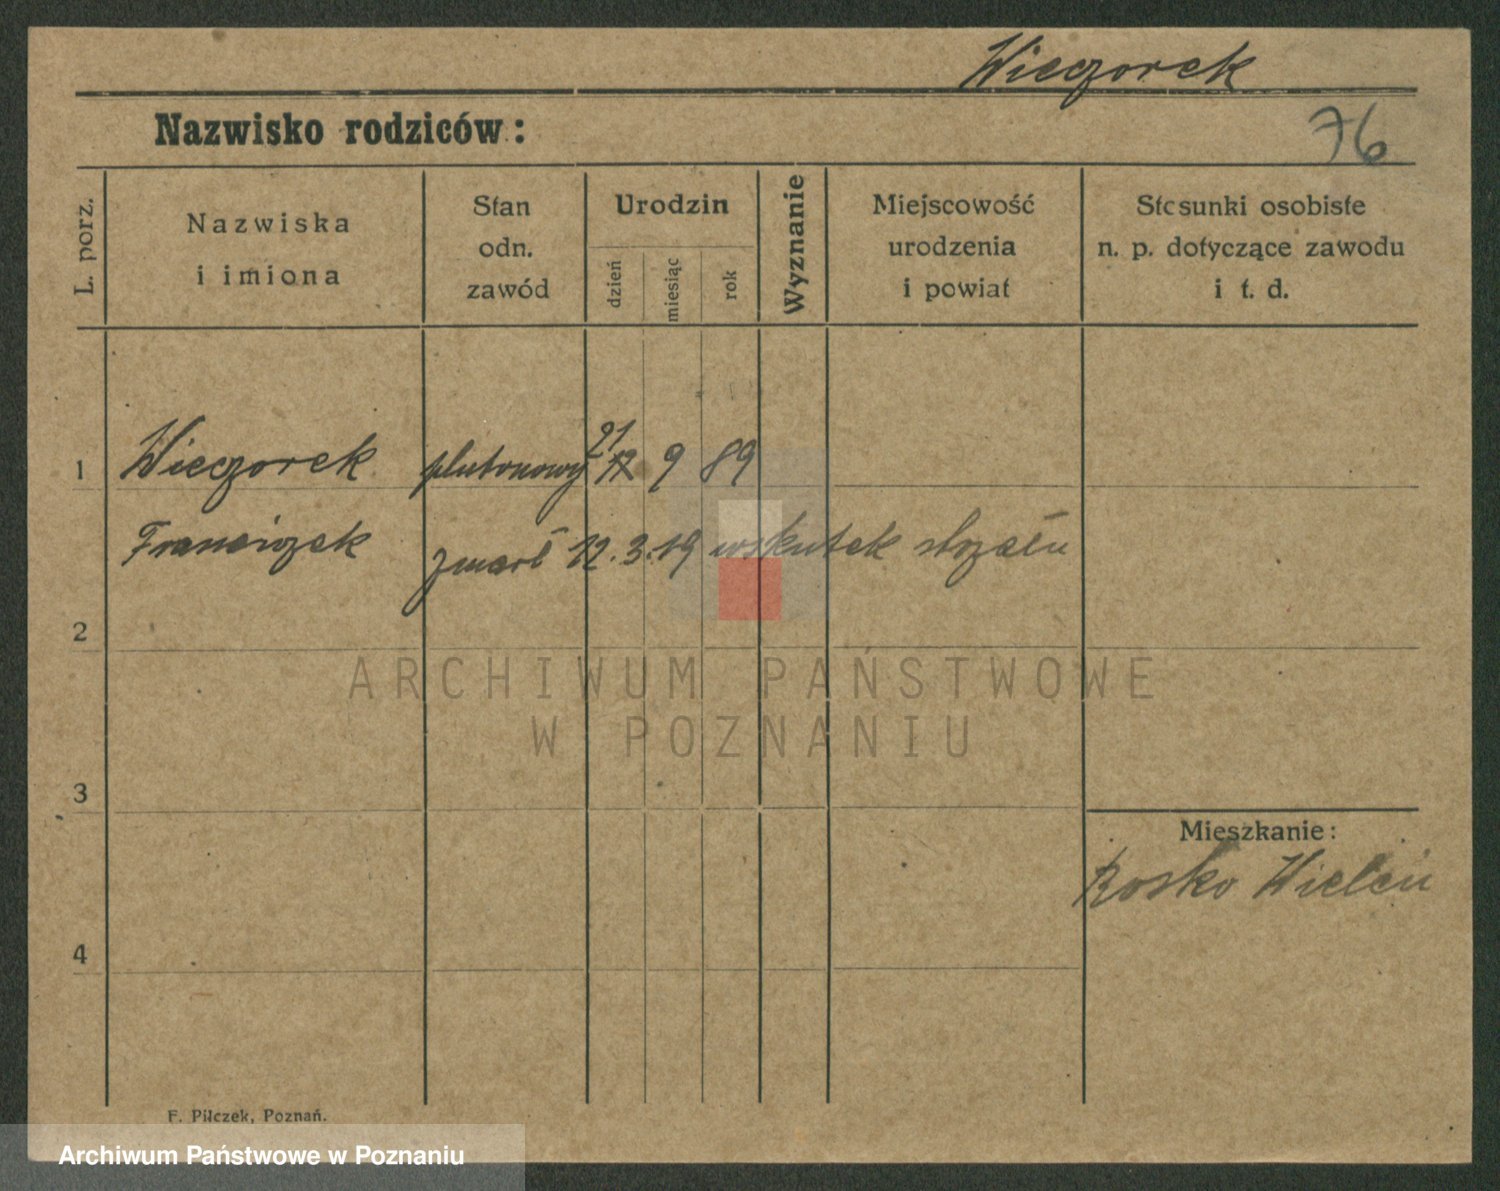 Wieczorek
Nazwisko rodziców:
76
L. porz.
Nazwiska
i imiona
Stan
odn.
zawód
Urodzin
dzień
miesiąc
rok
Wyznanie
Miejscowość
urodzenia
i powiat
Stosunki osobiste
n. p. dotyczące zawodu
i t. d.
21
1 Wieczorek plutonowy 9 89
Franciszek zmarł 12.3.19 wskutek strzału
2
ARCHIWUM PAŃSTWOWE
W POZNANIU
3
Mieszkanie:
Rosko Wieleń
4
F. Pilczek, Poznań.
Archiwum Państwowe w Poznaniu